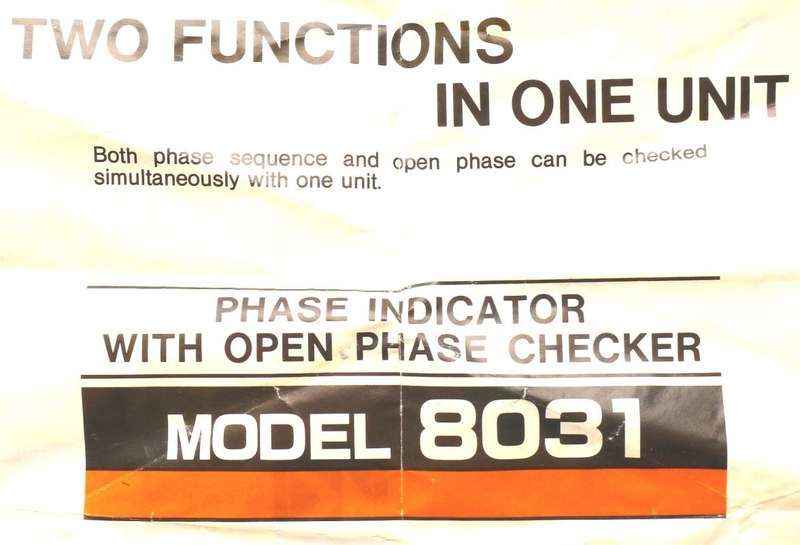 TWO FUNCTIONS
IN ONE UNIT
Both phase sequence and open phase can be checked
simultaneously with one unit.
PHASE INDICATOR
WITH OPEN PHASE CHECKER
MODEL 8031